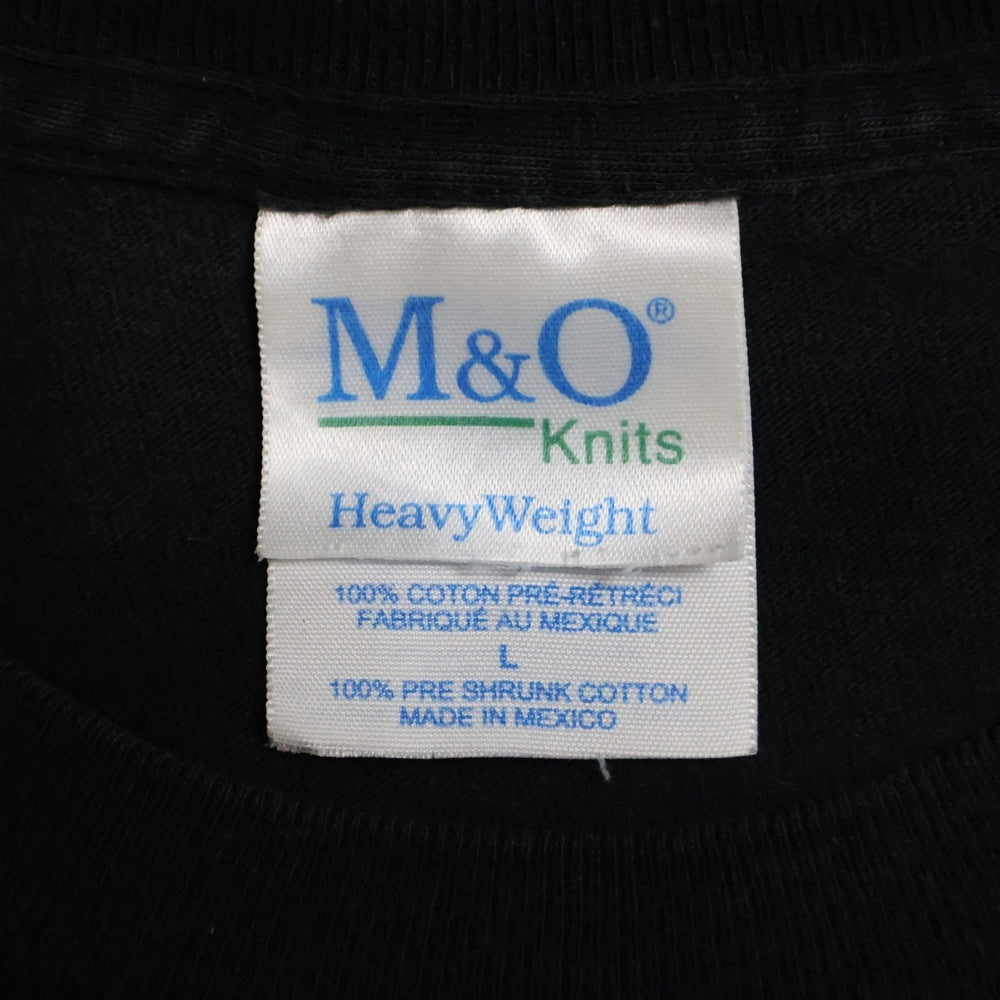 M&O®
Knits
HeavyWeight
100% COTON PRÉ-RÉTRÉCI
FABRIQUÉ AU MEXIQUE
L
100% PRE SHRUNK COTTON
MADE IN MEXICO